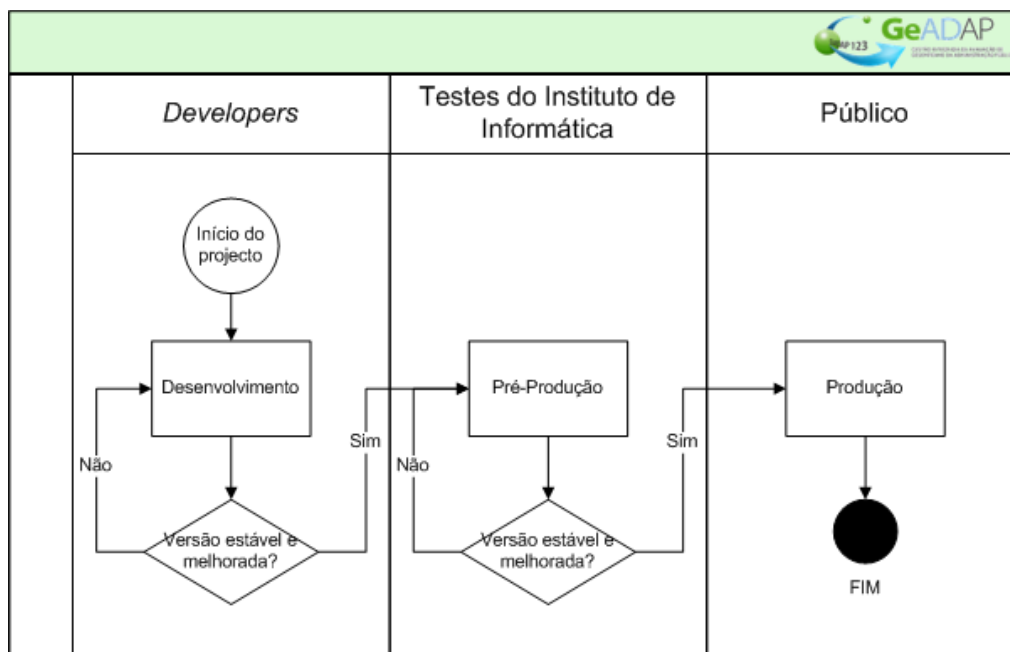 GeADAP
Developers
Testes do Instituto de
Informática
Público
Início do
projecto
Desenvolvimento
Pré-Produção
Produção
Não
Sim
Não
Sim
Versão estável e
melhorada?
Versão estável e
melhorada?
FIM